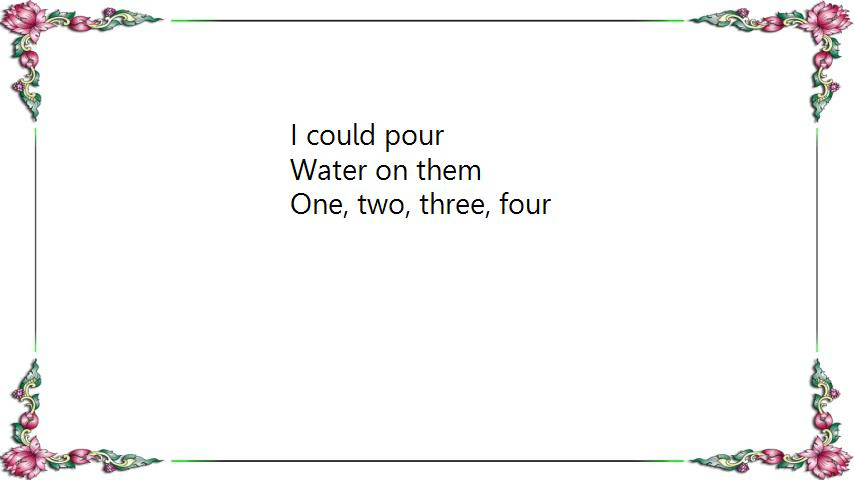 I could pour
Water on them
One, two, three, four